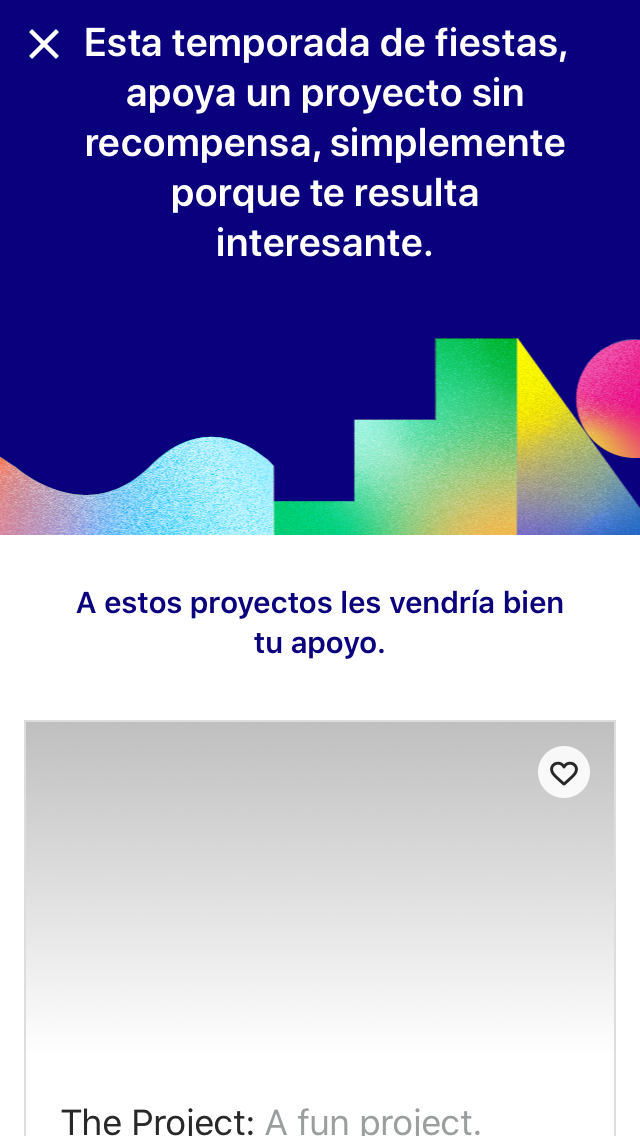 Esta temporada de fiestas,
apoya un proyecto sin
recompensa, simplemente
porque te resulta
interesante.
A estos proyectos les vendría bien
tu apoyo.
The Project: A fun project.